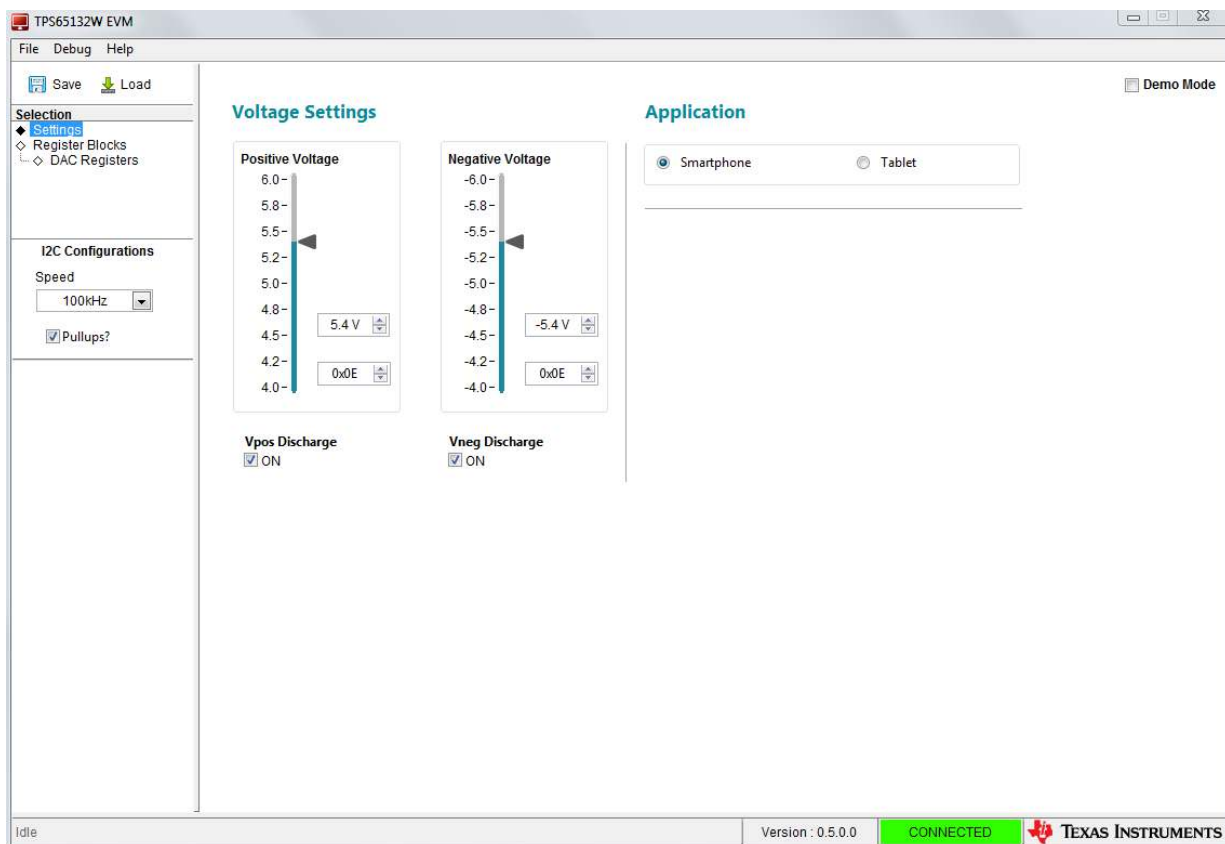 TPS65132W EVM
File Debug Help
Save Load
Demo Mode
Selection
Settings
Register Blocks
DAC Registers
I2C Configurations
Speed
100kHz
Pullups?
Voltage Settings
Positive Voltage
6.0
5.8
5.5
5.2
5.0
4.8
4.5
4.2
4.0
5.4 V
0x0E
Vpos Discharge
ON
Negative Voltage
-6.0
-5.8
-5.5
-5.2
-5.0
-4.8
-4.5
-4.2
-4.0
-5.4 V
0x0E
Vneg Discharge
ON
Application
Smartphone Tablet
Idle Version : 0.5.0.0 CONNECTED TEXAS INSTRUMENTS